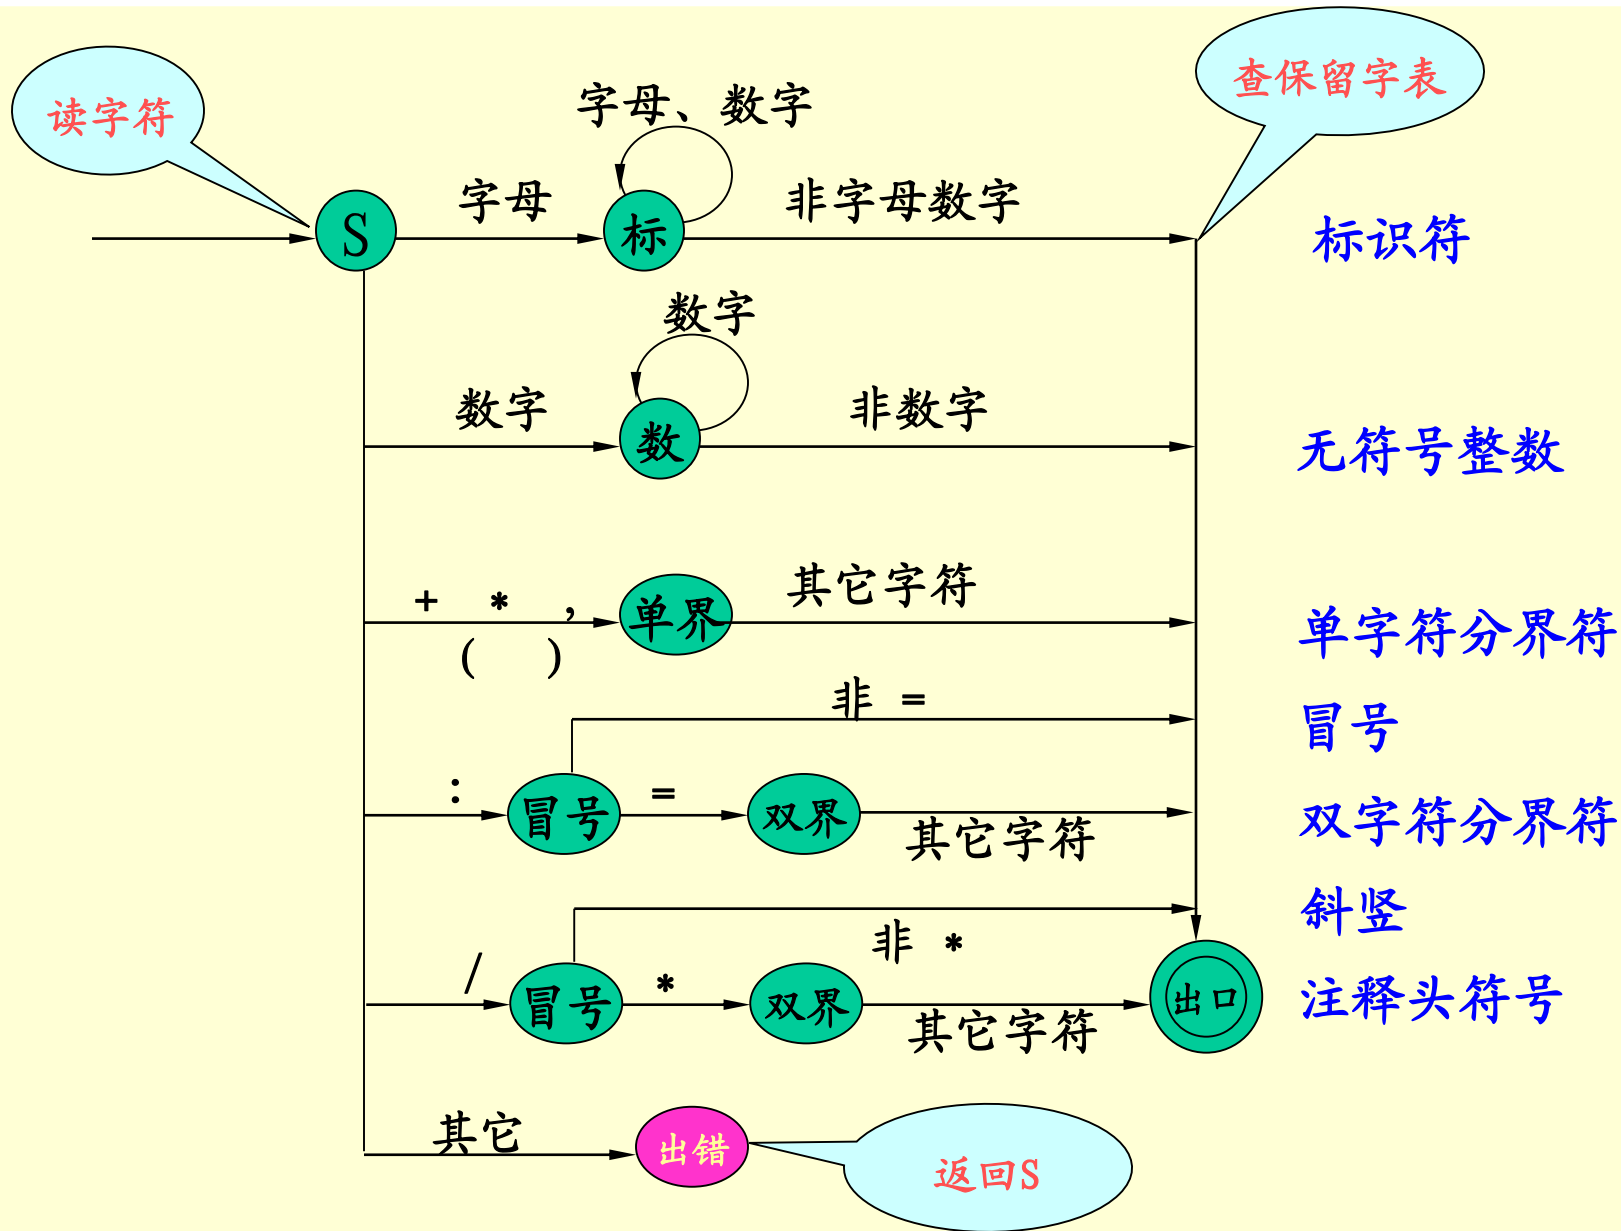 读字符
查保留字表
字母、数字
S
字母
标
非字母数字
标识符
数字
数字
数
非数字
无符号整数
+ * ,
( )
单界
其它字符
单字符分界符
非 =
冒号
:
冒号
=
双界
其它字符
双字符分界符
斜竖
非 *
/
冒号
*
双界
其它字符
出口
注释头符号
其它
出错
返回S